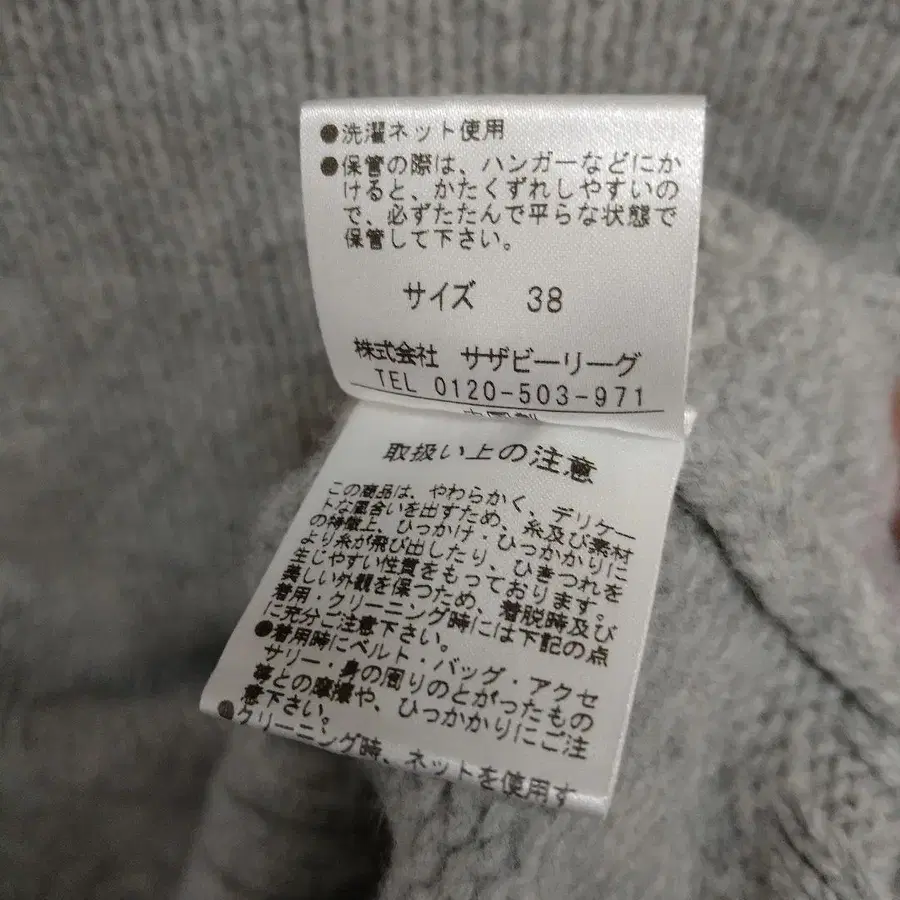 ●洗濯ネット使用
●保管の際は、ハンガーなどにか
けると、かたくずれしやすいの
で、必ずたたんで平らな状態で
保管して下さい。
サイズ 38
株式会社 サザビーリーグ
TEL 0120-503-971
中国製
取扱い上の注意
この商品は、やわらかく、デリケー
トな風合いを出すため、糸及び素材
の特徴上、ひっかけ・ひっかかりに
より糸が飛び出したり、ひきつれを
生じやすい性質をもっております。
美しい外観を保つため、着脱時及び
着用・クリーニング時には下記の点
に充分ご注意下さい。
●着用時にベルト・バッグ・アクセ
サリー・身の周りのとがったもの
等との摩擦や、ひっかかりにご注
意下さい。
●クリーニング時、ネットを使用す